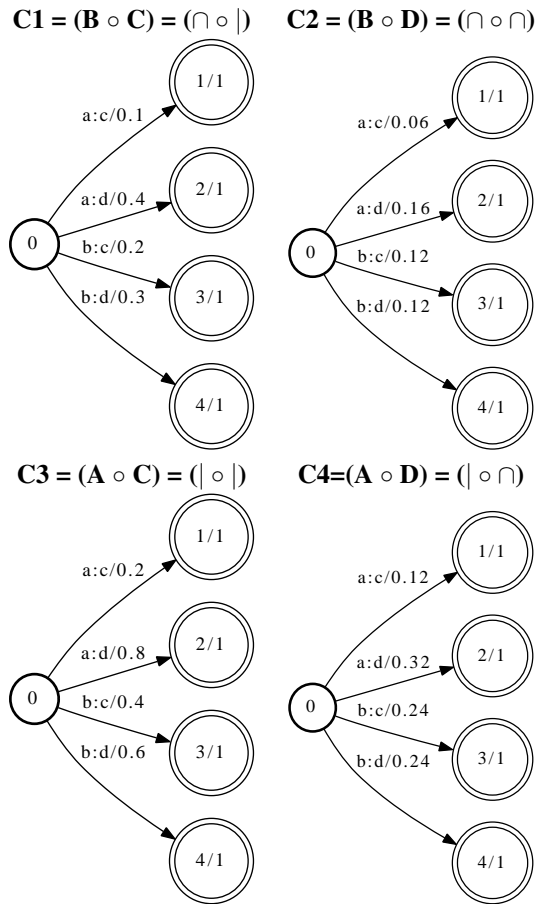 C1 = (B ∘ C) = (∩ ∘ |)
1/1
a:c/0.1
2/1
a:d/0.4
0
b:c/0.2
3/1
b:d/0.3
4/1
C2 = (B ∘ D) = (∩ ∘ ∩)
1/1
a:c/0.06
2/1
a:d/0.16
0
b:c/0.12
3/1
b:d/0.12
4/1
C3 = (A ∘ C) = (| ∘ |)
1/1
a:c/0.2
2/1
a:d/0.8
0
b:c/0.4
3/1
b:d/0.6
4/1
C4=(A ∘ D) = (| ∘ ∩)
1/1
a:c/0.12
2/1
a:d/0.32
0
b:c/0.24
3/1
b:d/0.24
4/1